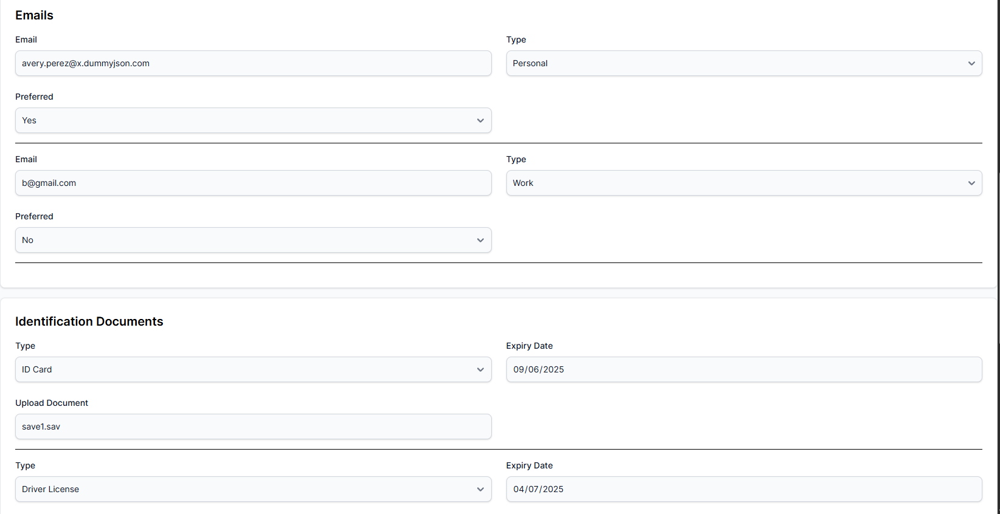 Emails
Email
Type
avery.perez@x.dummyjson.com
Personal
Preferred
Yes
Email
Type
b@gmail.com
Work
Preferred
No
Identification Documents
Type
Expiry Date
ID Card
09/06/2025
Upload Document
save1.sav
Type
Expiry Date
Driver License
04/07/2025